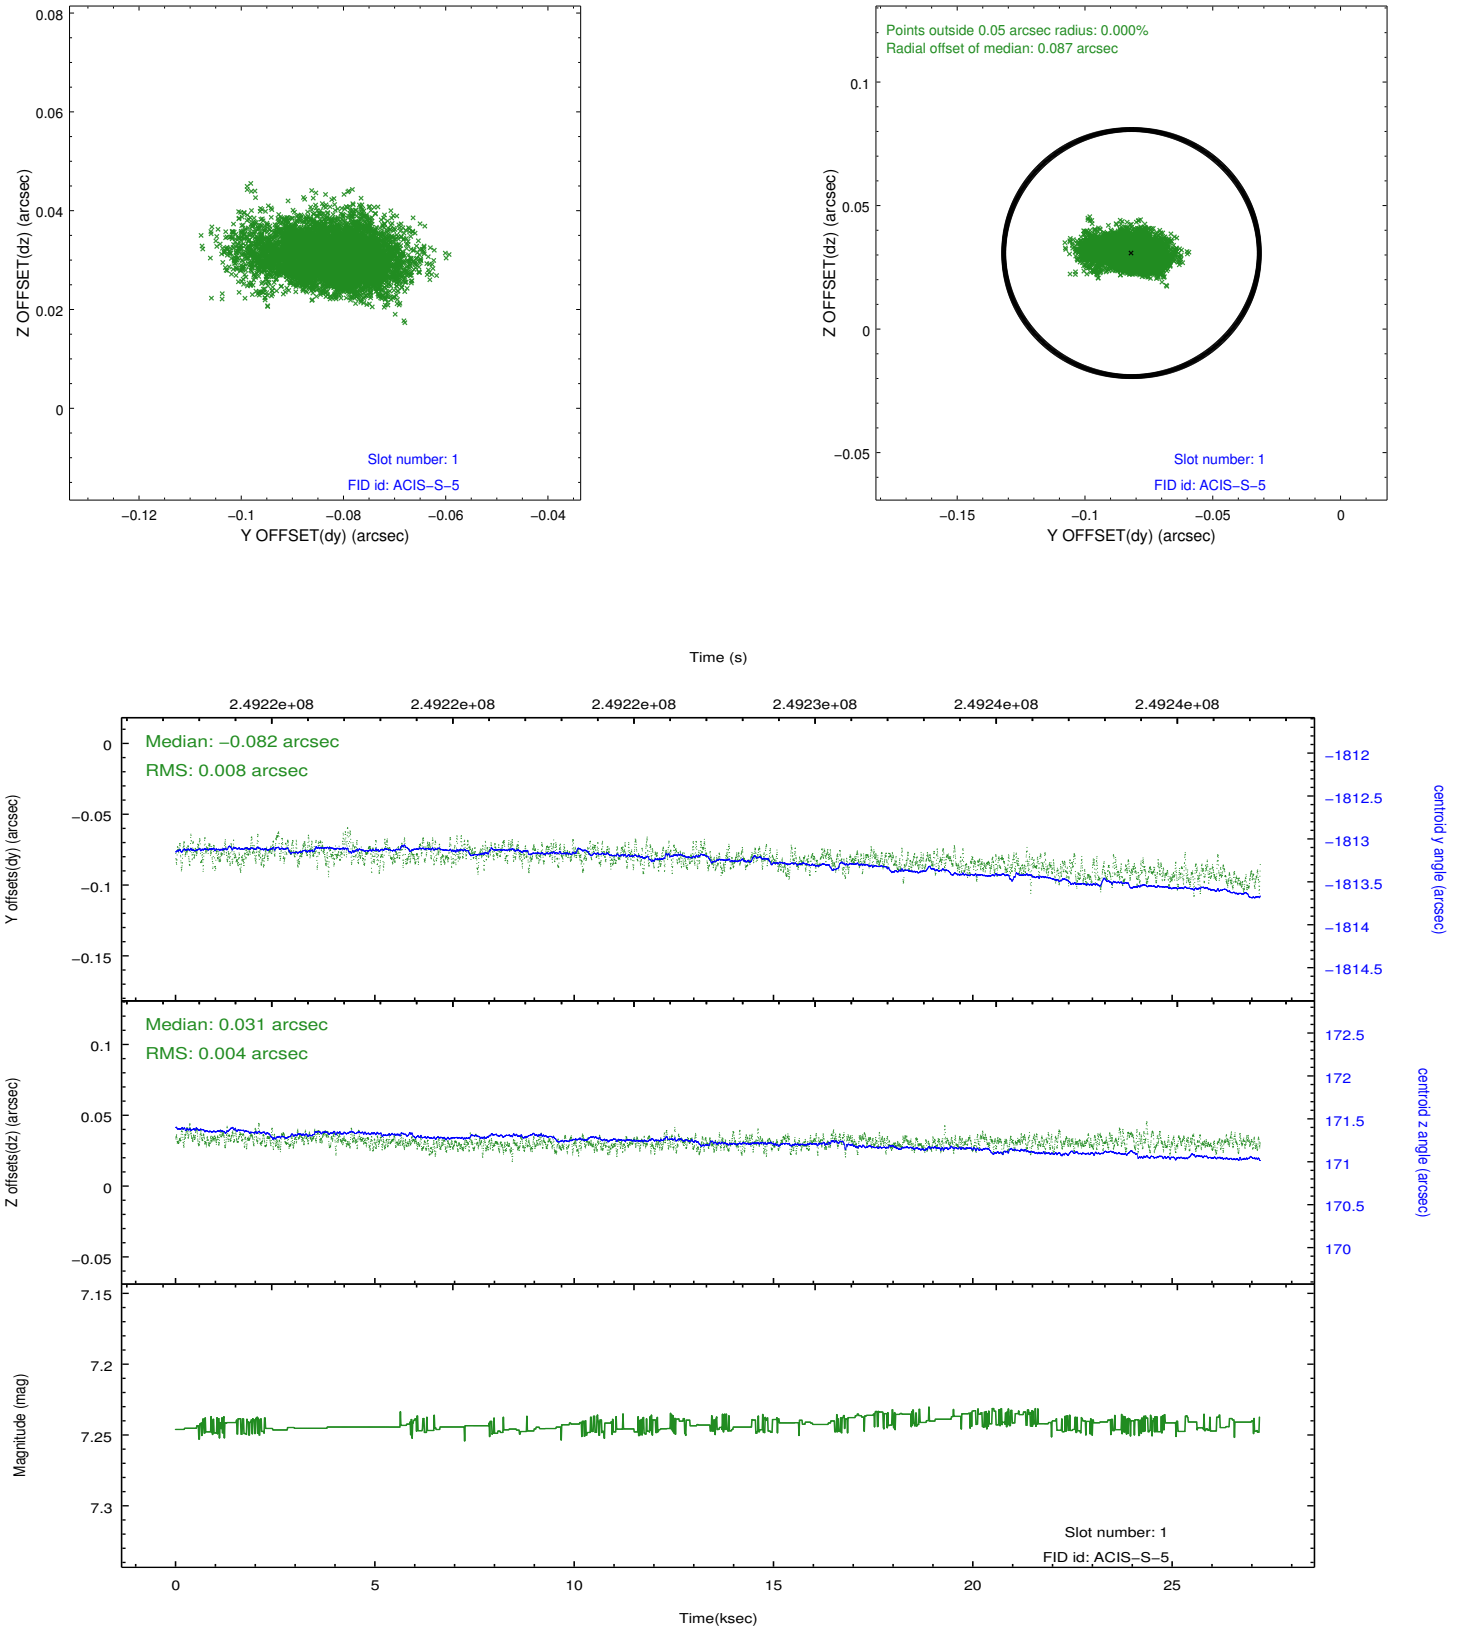 0.08
0.06
0.04
0.02
0
Z OFFSET(dz) (arcsec)
Slot number: 1
FID id: ACIS−S−5
−0.12 −0.1 −0.08 −0.06 −0.04
Y OFFSET(dy) (arcsec)
Points outside 0.05 arcsec radius: 0.000%
Radial offset of median: 0.087 arcsec
0.1
0.05
0
−0.05
Z OFFSET(dz) (arcsec)
Slot number: 1
FID id: ACIS−S−5
−0.15 −0.1 −0.05 0
Y OFFSET(dy) (arcsec)
Time (s)
2.4922e+08 2.4922e+08 2.4922e+08 2.4923e+08 2.4924e+08 2.4924e+08
Median: −0.082 arcsec
RMS: 0.008 arcsec
0
−0.05
−0.1
−0.15
Y offsets(dy) (arcsec)
−1812
−1812.5
−1813
−1813.5
−1814
−1814.5
centroid y angle (arcsec)
Median: 0.031 arcsec
RMS: 0.004 arcsec
0.1
0.05
0
−0.05
Z offsets(dz) (arcsec)
172.5
172
171.5
171
170.5
170
centroid z angle (arcsec)
7.15
7.2
7.25
7.3
Magnitude (mag)
Slot number: 1
FID id: ACIS−S−5
0 5 10 15 20 25
Time(ksec)